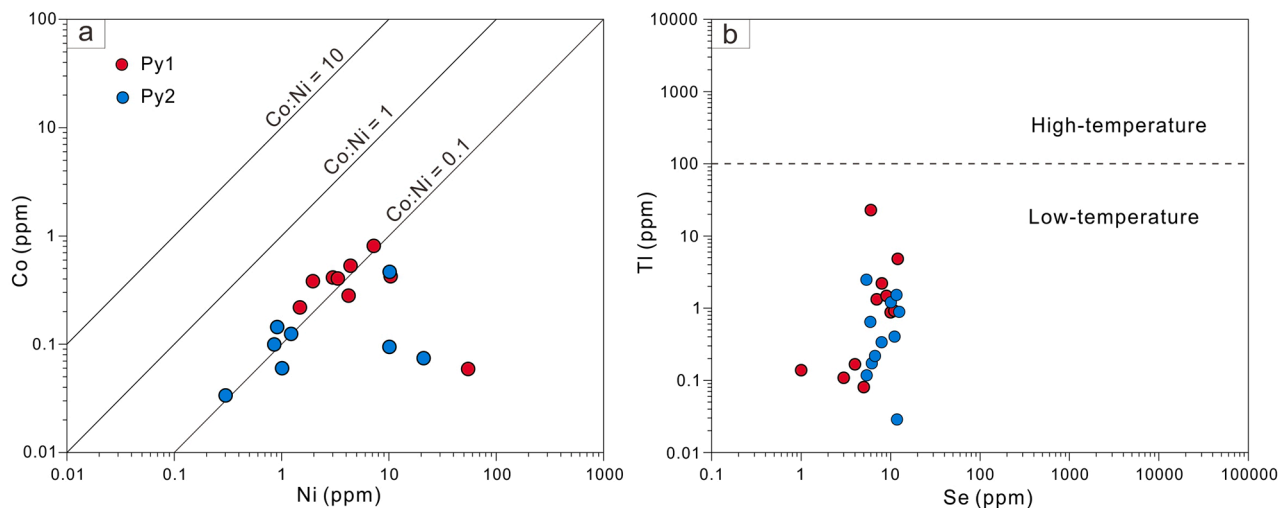 a
Py1
Py2
Co:Ni = 10
Co:Ni = 1
Co:Ni = 0.1
100
10
1
0.1
0.01
Co (ppm)
0.01
0.1
1
10
100
1000
Ni (ppm)
b
High-temperature
Low-temperature
10000
1000
100
10
1
0.1
0.01
Tl (ppm)
0.1
1
10
100
1000
10000
100000
Se (ppm)